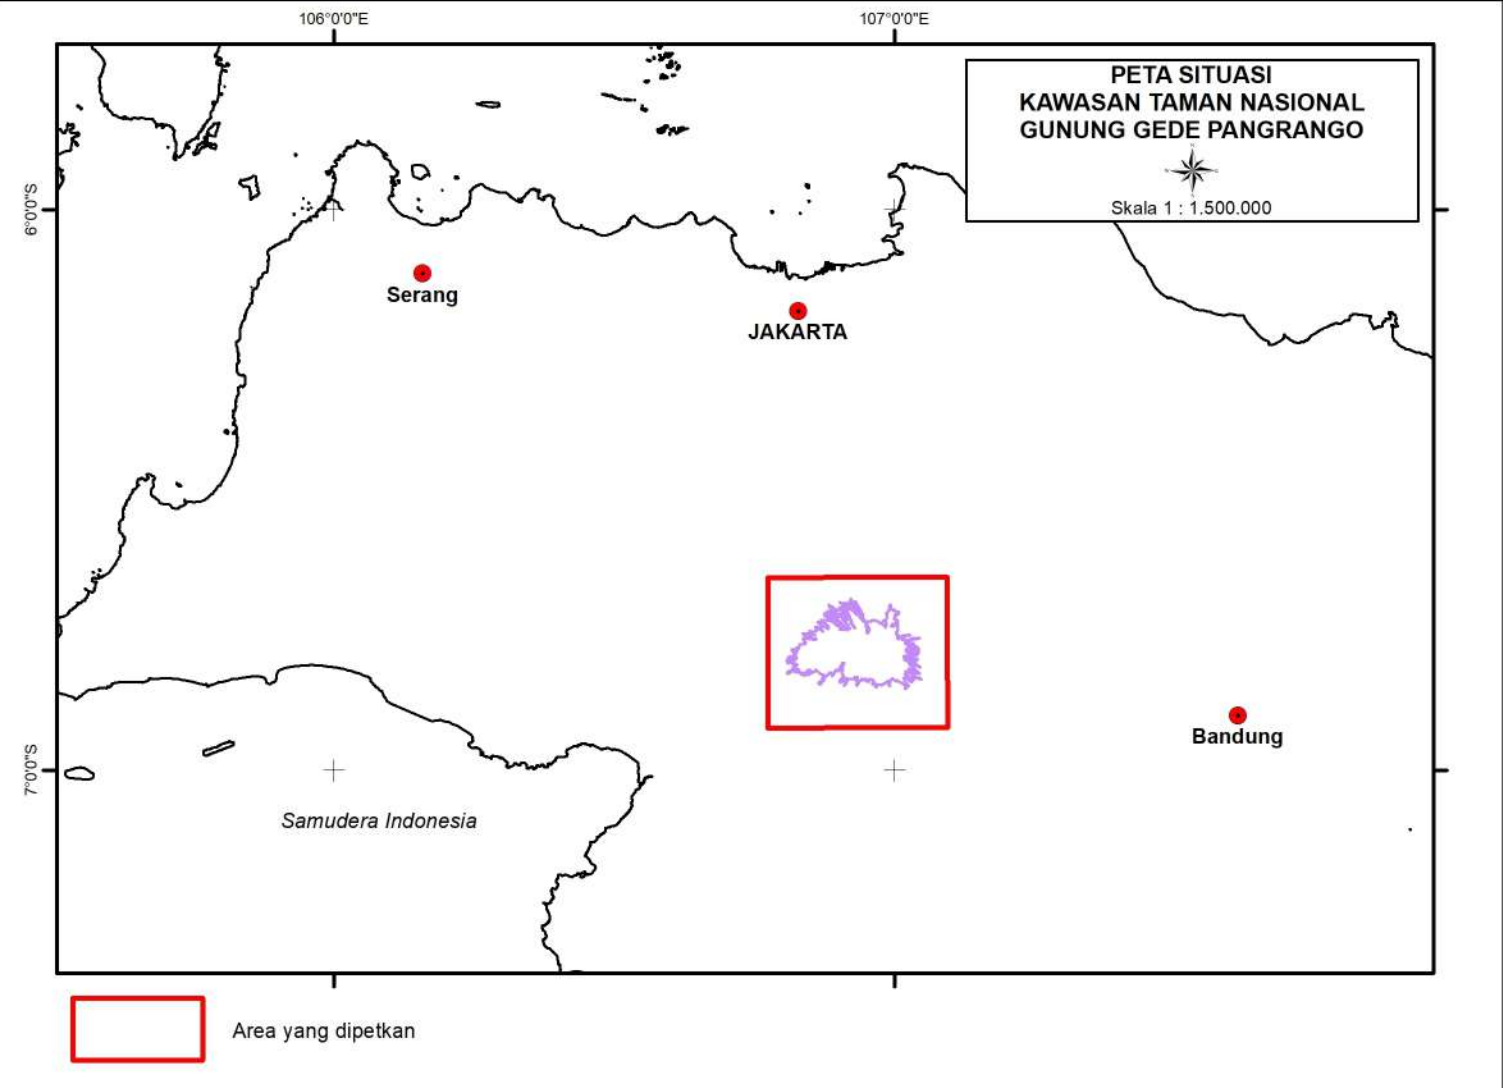 106°0'0"E
107°0'0"E
PETA SITUASI
KAWASAN TAMAN NASIONAL
GUNUNG GEDE PANGRANGO
Skala 1 : 1.500.000
6°0'0"S
Serang
JAKARTA
Bandung
7°0'0"S
Samudera Indonesia
Area yang dipetkan